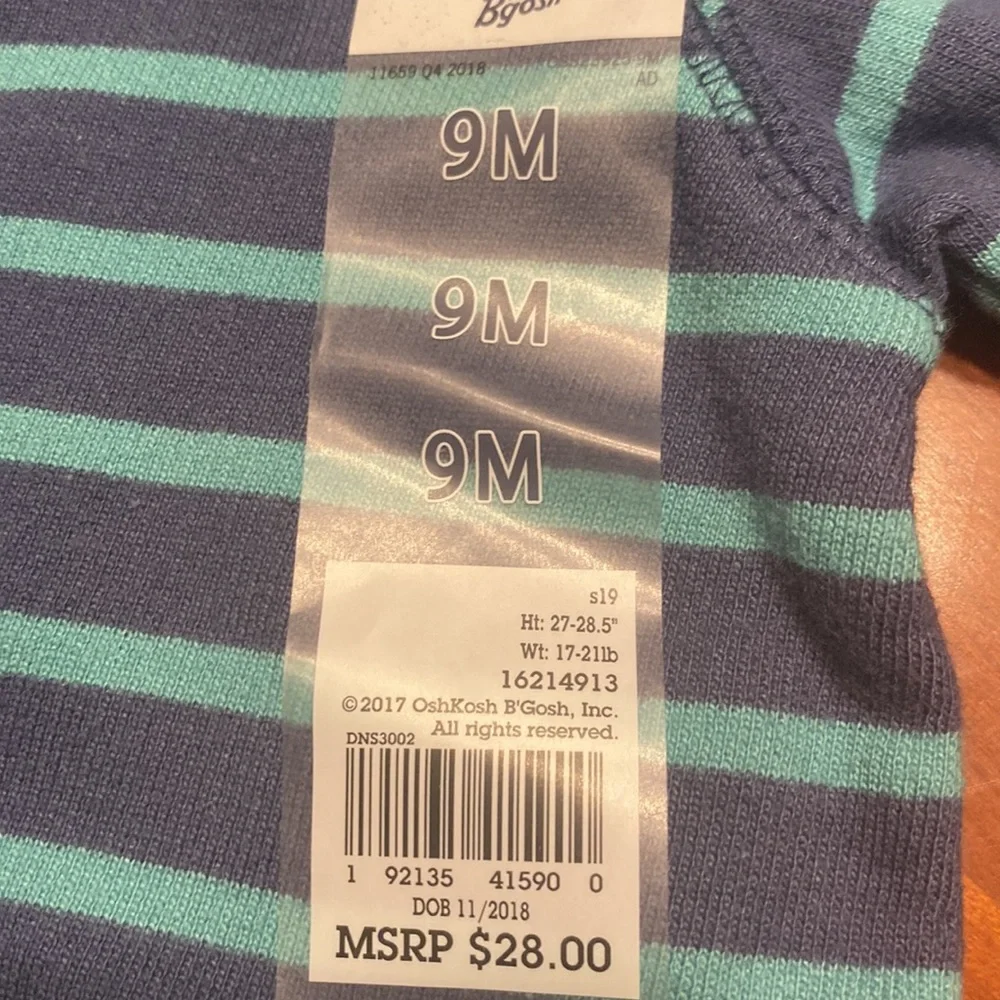 Bgosh
11659 Q4 2018
AD
9M
9M
9M
s19
Ht: 27-28.5"
Wt: 17-21lb
16214913
©2017 OshKosh B'Gosh, Inc.
All rights reserved.
DNS3002
1 92135 41590 0
DOB 11/2018
MSRP $28.00